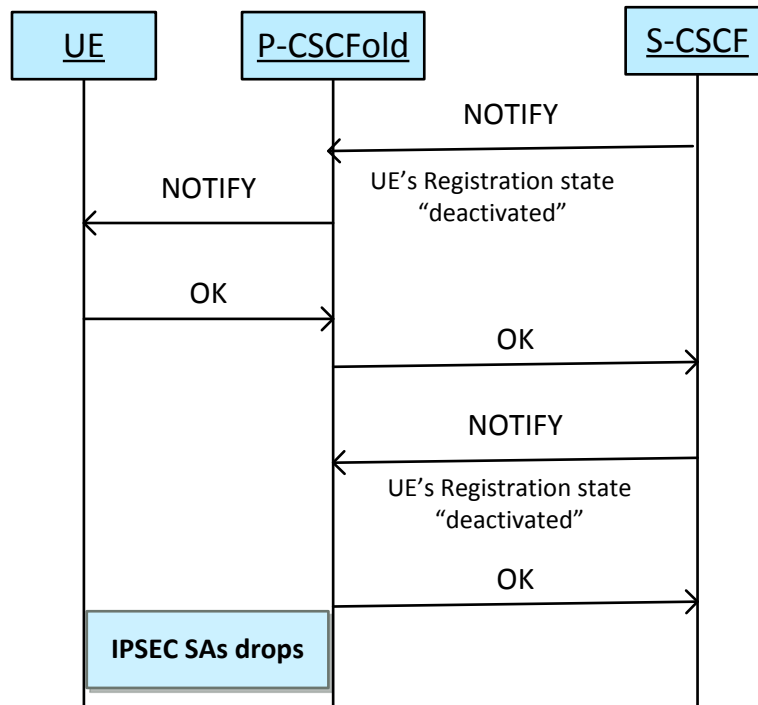 UE
P-CSCFold
S-CSCF
NOTIFY
UE's Registration state
“deactivated”
NOTIFY
OK
OK
NOTIFY
UE's Registration state
“deactivated”
OK
IPSEC SAs drops